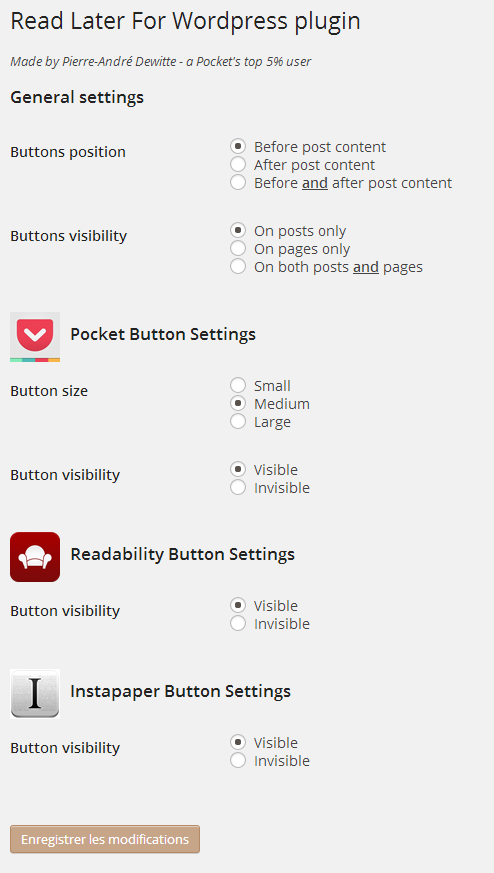 Read Later For Wordpress plugin
Made by Pierre-André Dewitte - a Pocket's top 5% user
General settings
Buttons position
Before post content
After post content
Before and after post content
Buttons visibility
On posts only
On pages only
On both posts and pages
Pocket Button Settings
Button size
Small
Medium
Large
Button visibility
Visible
Invisible
Readability Button Settings
Button visibility
Visible
Invisible
I
Instapaper Button Settings
Button visibility
Visible
Invisible
Enregistrer les modifications